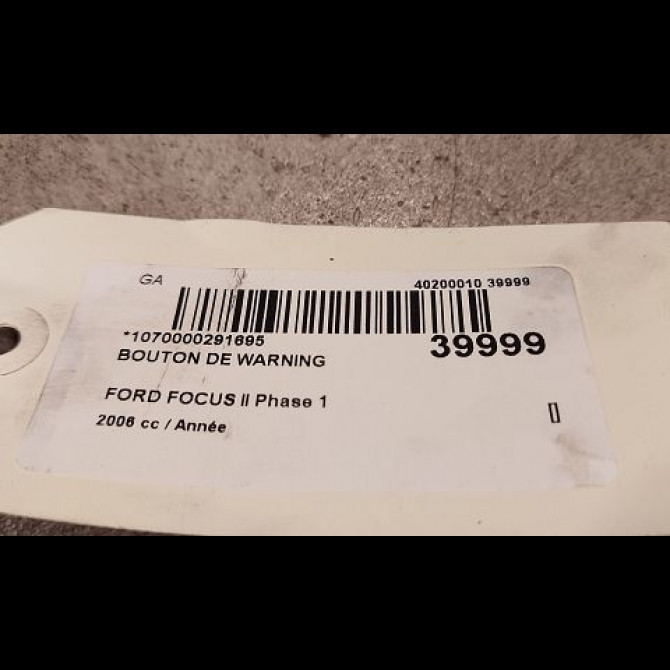 GA 40200010 39999
*1070000291695 39999
BOUTON DE WARNING
FORD FOCUS II Phase 1
2006 cc / Année
[]